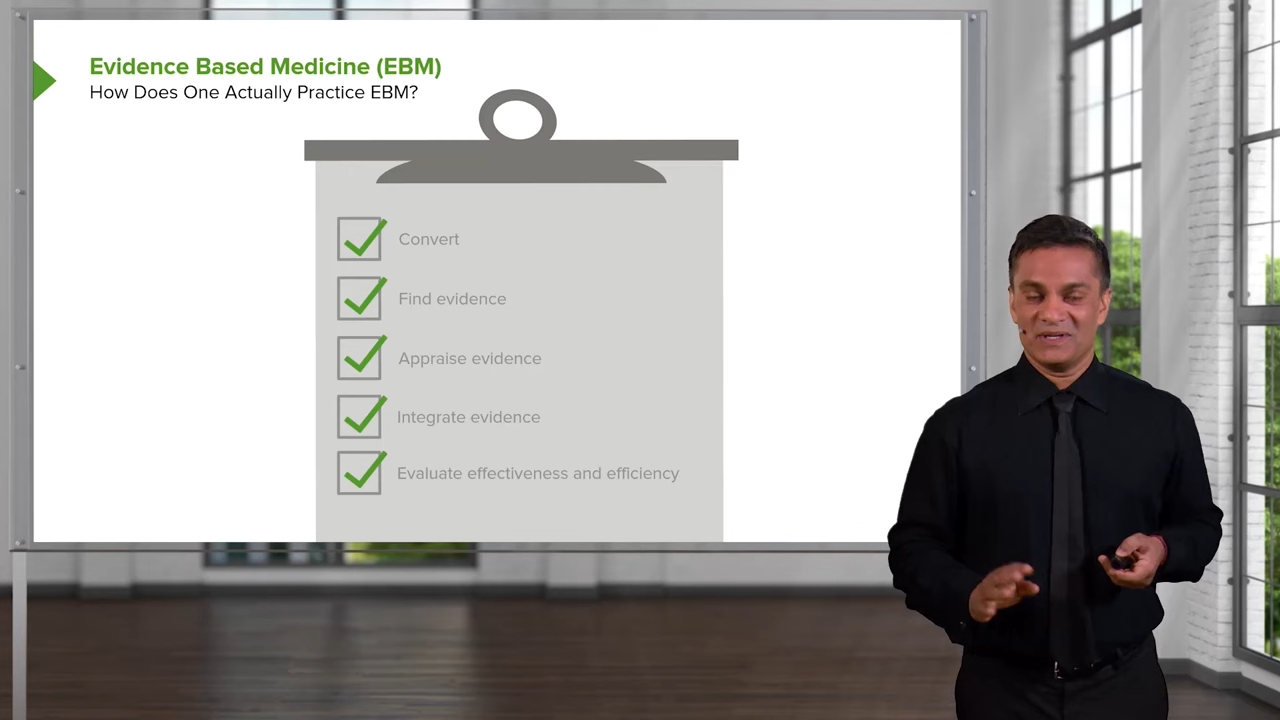 Evidence Based Medicine (EBM)
How Does One Actually Practice EBM?
Convert
Find evidence
Appraise evidence
Integrate evidence
Evaluate effectiveness and efficiency